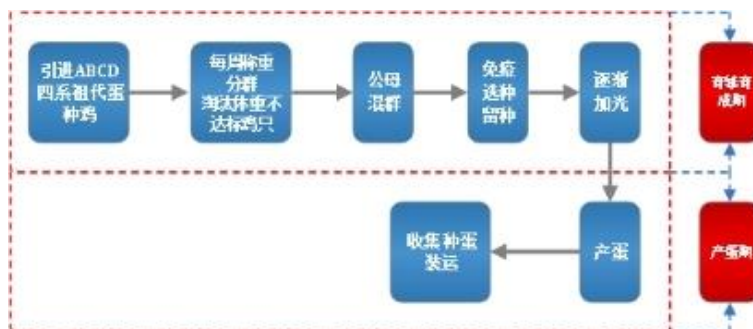 引进ABCD
四系祖代蛋
种鸡
每周称重
分群
淘汰体重不
达标鸡只
公母
混群
免疫
选种
留种
逐渐
加光
育雏育
成期
收集种蛋
装运
产蛋
产蛋期